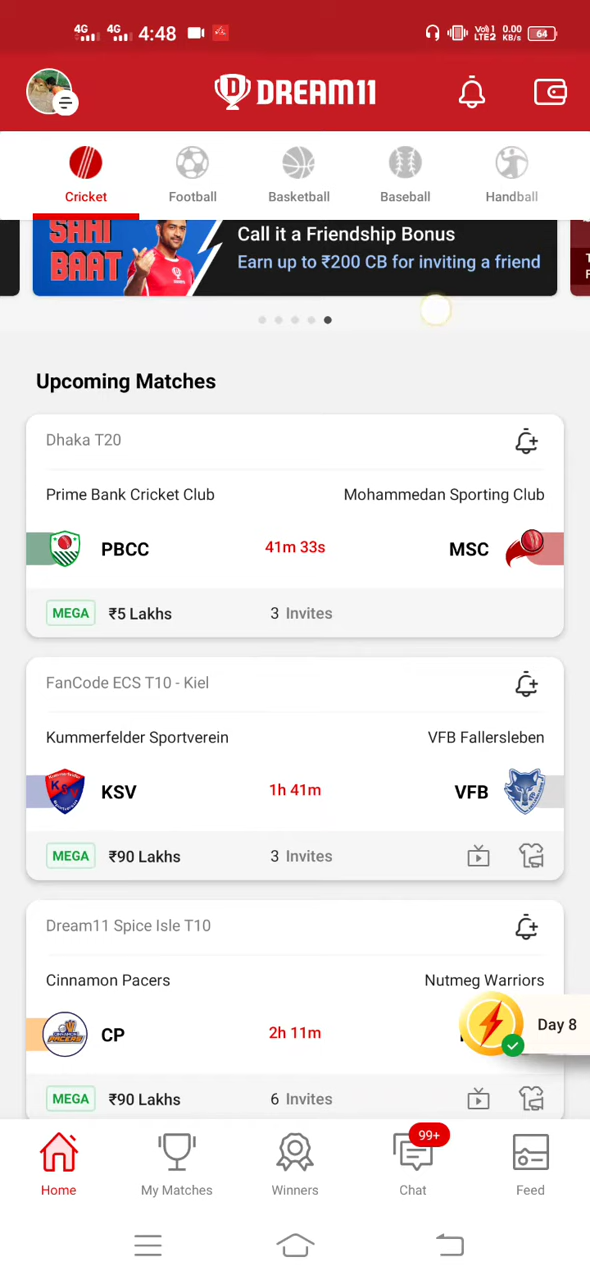 4G 4G 4:48 Vo)) 1 LTE2 0.00 KB/s 64
DREAM11
Cricket Football Basketball Baseball Handball
SAHI
BAAT
Call it a Friendship Bonus
Earn up to ₹200 CB for inviting a friend
Upcoming Matches
Dhaka T20
Prime Bank Cricket Club Mohammedan Sporting Club
PBCC 41m 33s MSC
MEGA ₹5 Lakhs 3 Invites
FanCode ECS T10 - Kiel
Kummerfelder Sportverein VFB Fallersleben
KSV 1h 41m VFB
MEGA ₹90 Lakhs 3 Invites
Dream11 Spice Isle T10
Cinnamon Pacers Nutmeg Warriors
CP 2h 11m
Day 8
MEGA ₹90 Lakhs 6 Invites
99+
Home My Matches Winners Chat Feed